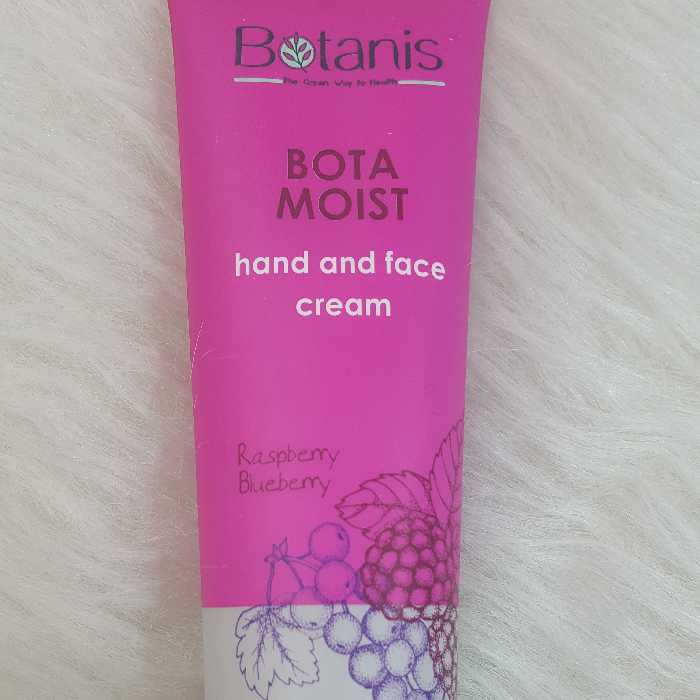 Botanis
The Green Way to Health
BOTA
MOIST
hand and face
cream
Raspberry
Blueberry